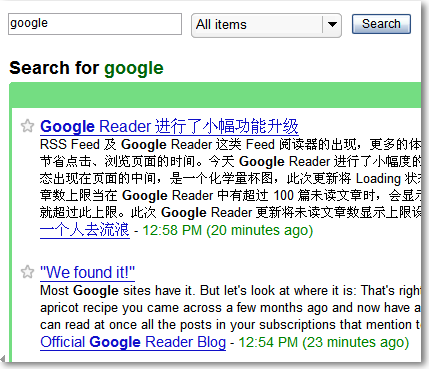 google
All items
Search
Search for google
Google Reader 进行了小幅功能升级
RSS Feed 及 Google Reader 这类 Feed 阅读器的出现，更多的体
节省点击、浏览页面的时间。今天 Google Reader 进行了小幅度的
态出现在页面的中间，是一个化学量杯图，此次更新将 Loading 状
章数上限当在 Google Reader 中有超过 100 篇未读文章时，会显示
就超过此上限。此次 Google Reader 更新将未读文章数显示上限设
一个人去流浪 - 12:58 PM (20 minutes ago)
"We found it!"
Most Google sites have it. But let's look at where it is: That's right
apricot recipe you came across a few months ago and now have a
can read at once all the posts in your subscriptions that mention t
Official Google Reader Blog - 12:54 PM (23 minutes ago)